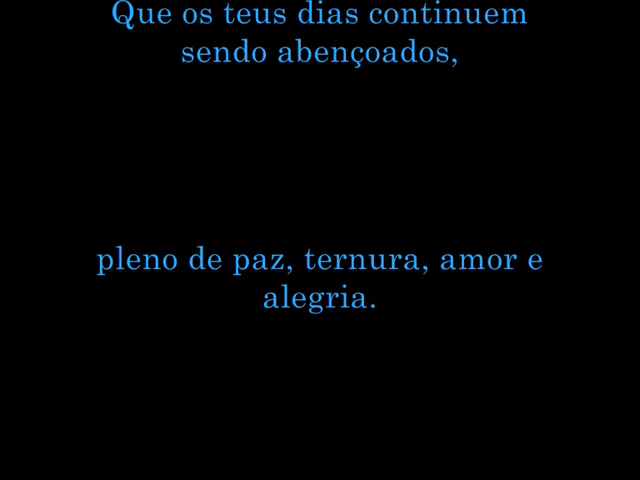 Que os teus dias continuem
sendo abençoados,
pleno de paz, ternura, amor e
alegria.